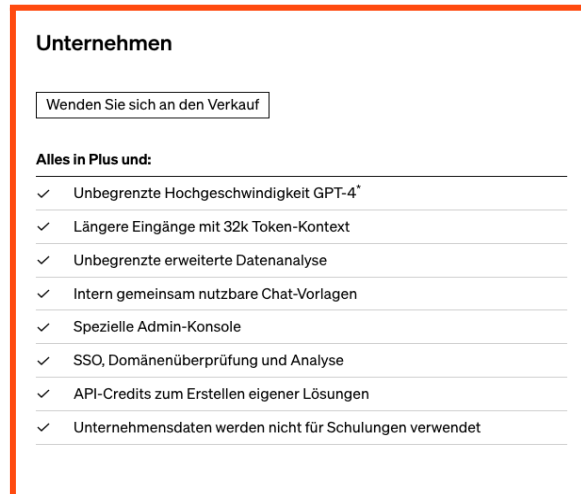 Unternehmen
Wenden Sie sich an den Verkauf
Alles in Plus und:
✓ Unbegrenzte Hochgeschwindigkeit GPT-4*
✓ Längere Eingänge mit 32k Token-Kontext
✓ Unbegrenzte erweiterte Datenanalyse
✓ Intern gemeinsam nutzbare Chat-Vorlagen
✓ Spezielle Admin-Konsole
✓ SSO, Domänenüberprüfung und Analyse
✓ API-Credits zum Erstellen eigener Lösungen
✓ Unternehmensdaten werden nicht für Schulungen verwendet